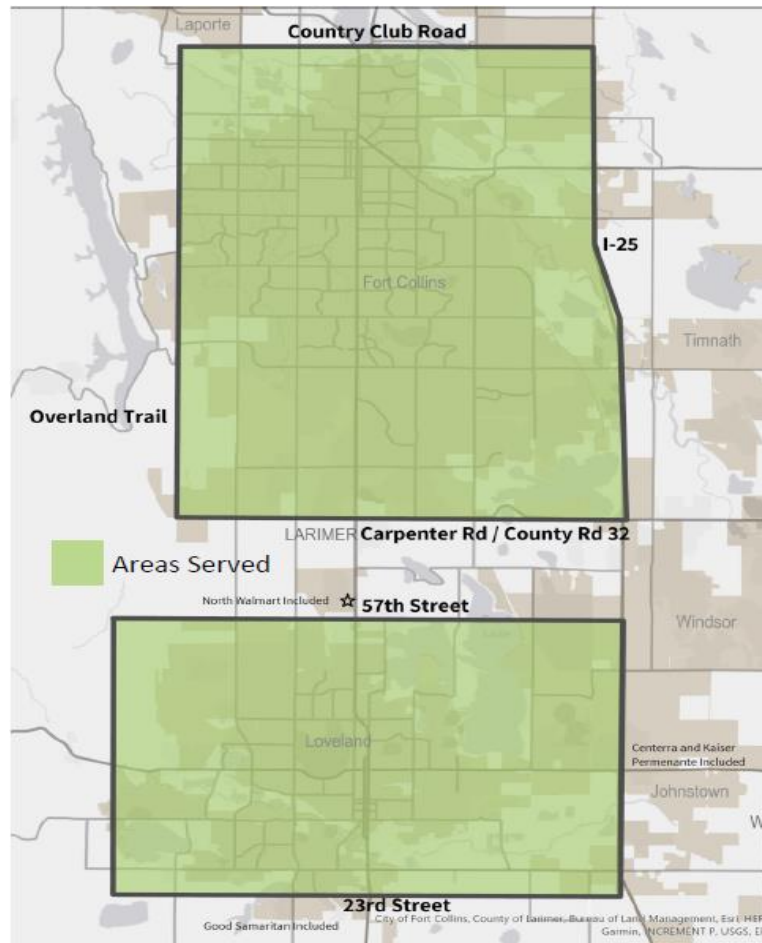 Laporte
Country Club Road
I-25
Fort Collins
Timnath
Overland Trail
LARIMER Carpenter Rd / County Rd 32
Areas Served
North Walmart Included ☆ 57th Street
Windsor
Loveland
Centerra and Kaiser
Permenante Included
Johnstown
W
23rd Street
City of Fort Collins, County of Larimer, Bureau of Land Management, Esri, HER
Good Samaritan Included
Garmin, INCREMENT P, USGS, E